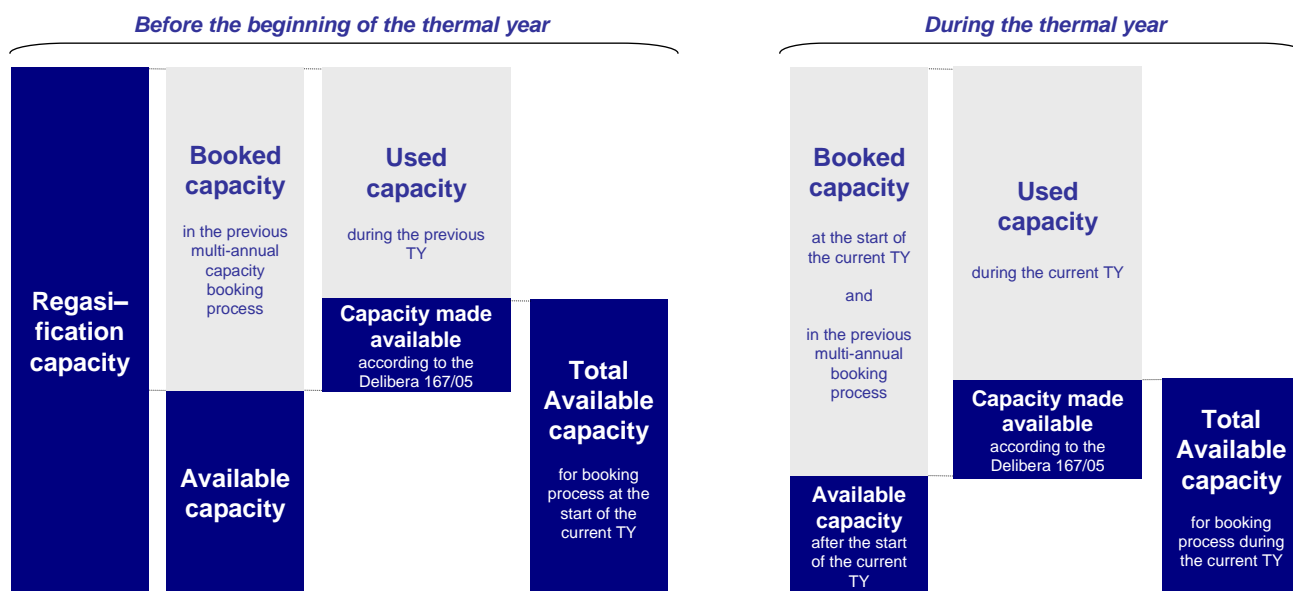 Before the beginning of the thermal year
Regasi–
fication
capacity
Booked
capacity
in the previous
multi-annual
capacity
booking
process
Available
capacity
Used
capacity
during the previous
TY
Capacity made
available
according to the
Delibera 167/05
Total
Available
capacity
for booking
process at the
start of the
current TY
During the thermal year
Booked
capacity
at the start of
the current TY
and
in the previous
multi-annual
booking
process
Available
capacity
after the start
of the current
TY
Used
capacity
during the current TY
Capacity made
available
according to the
Delibera 167/05
Total
Available
capacity
for booking
process during
the current TY